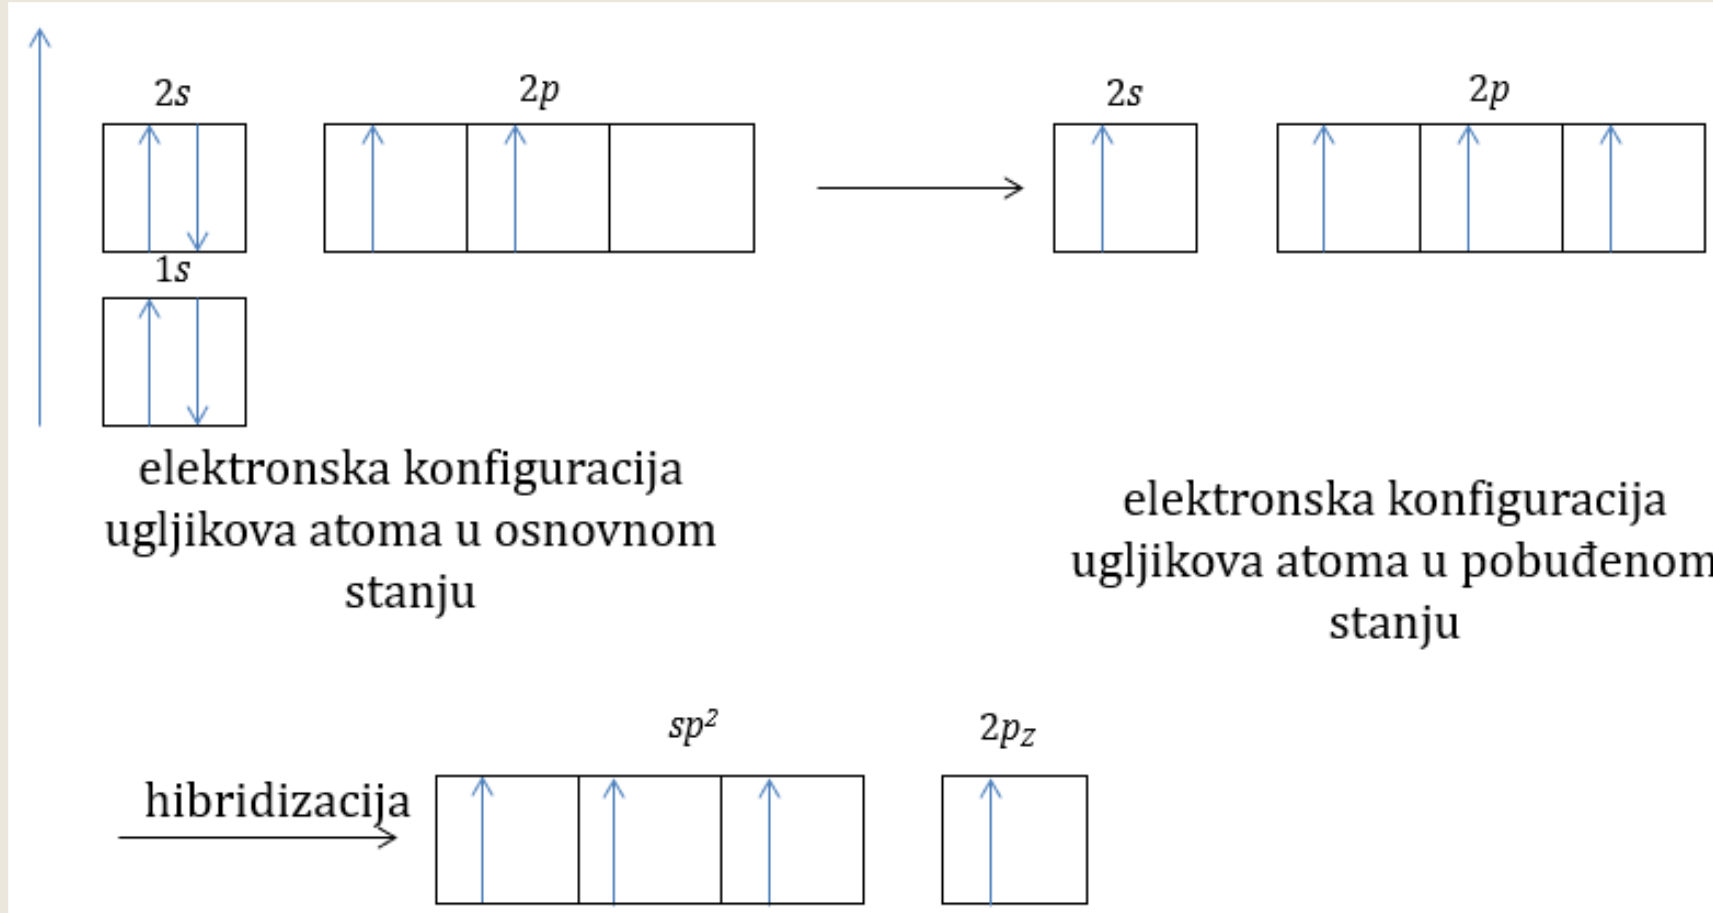 2s 2p 2s 2p
1s
elektronska konfiguracija
ugljikova atoma u osnovnom
stanju
elektronska konfiguracija
ugljikova atoma u pobuđenom
stanju
sp² 2p_z
hibridizacija